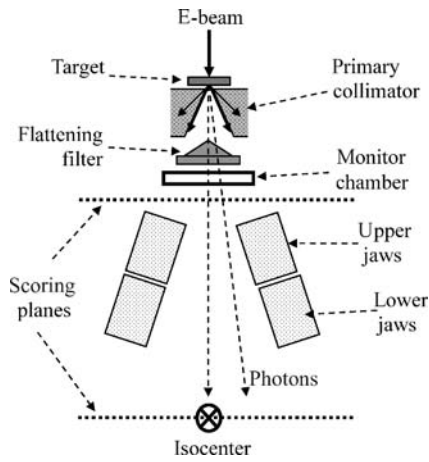 E-beam
Target
Primary
collimator
Flattening
filter
Monitor
chamber
Upper
jaws
Scoring
planes
Lower
jaws
Photons
Isocenter